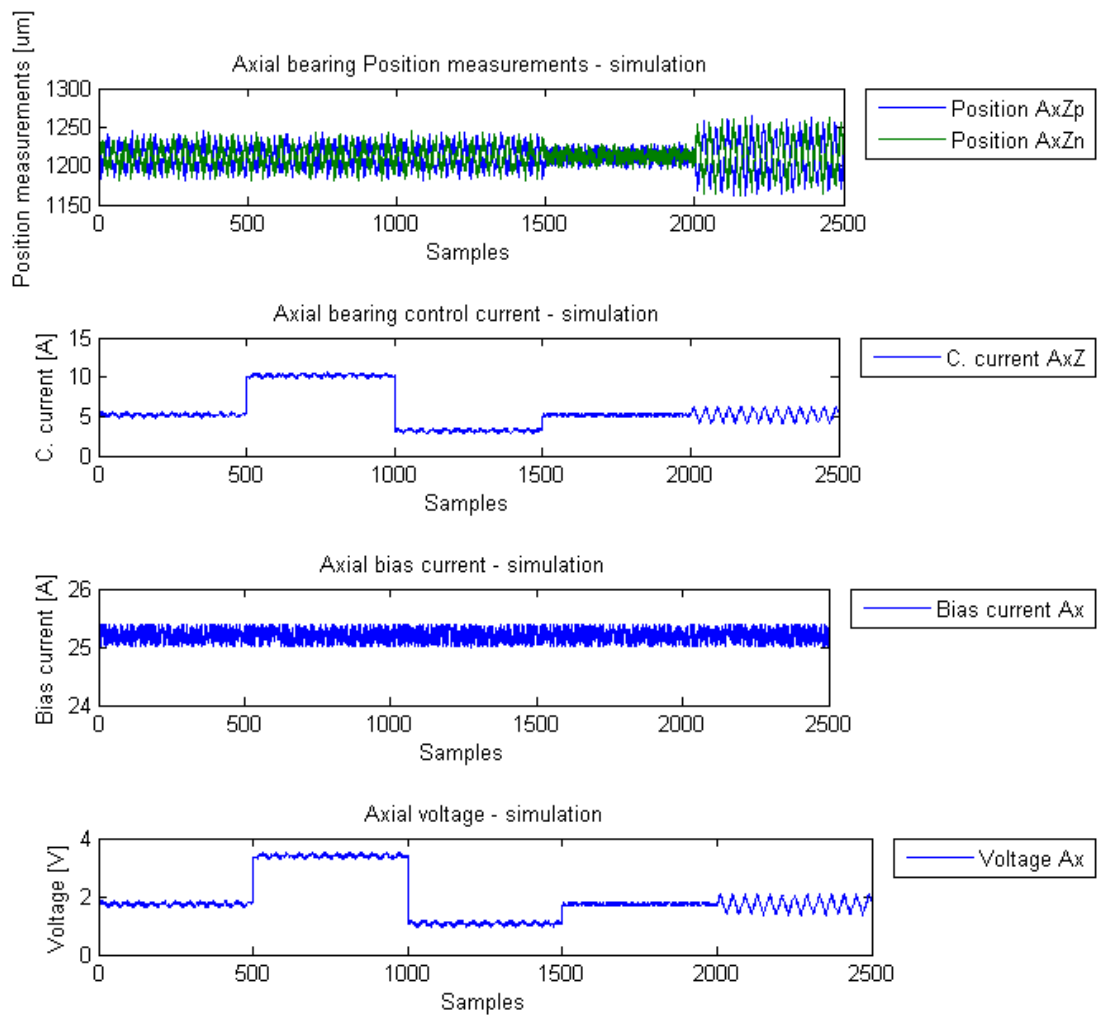 Axial bearing Position measurements - simulation
Position measurements [um]
1300
1250
1200
1150
0 500 1000 1500 2000 2500
Samples
Position AxZp
Position AxZn
Axial bearing control current - simulation
C. current [A]
15
10
5
0
0 500 1000 1500 2000 2500
Samples
C. current AxZ
Axial bias current - simulation
Bias current [A]
26
25
24
0 500 1000 1500 2000 2500
Samples
Bias current Ax
Axial voltage - simulation
Voltage [V]
4
2
0
0 500 1000 1500 2000 2500
Samples
Voltage Ax